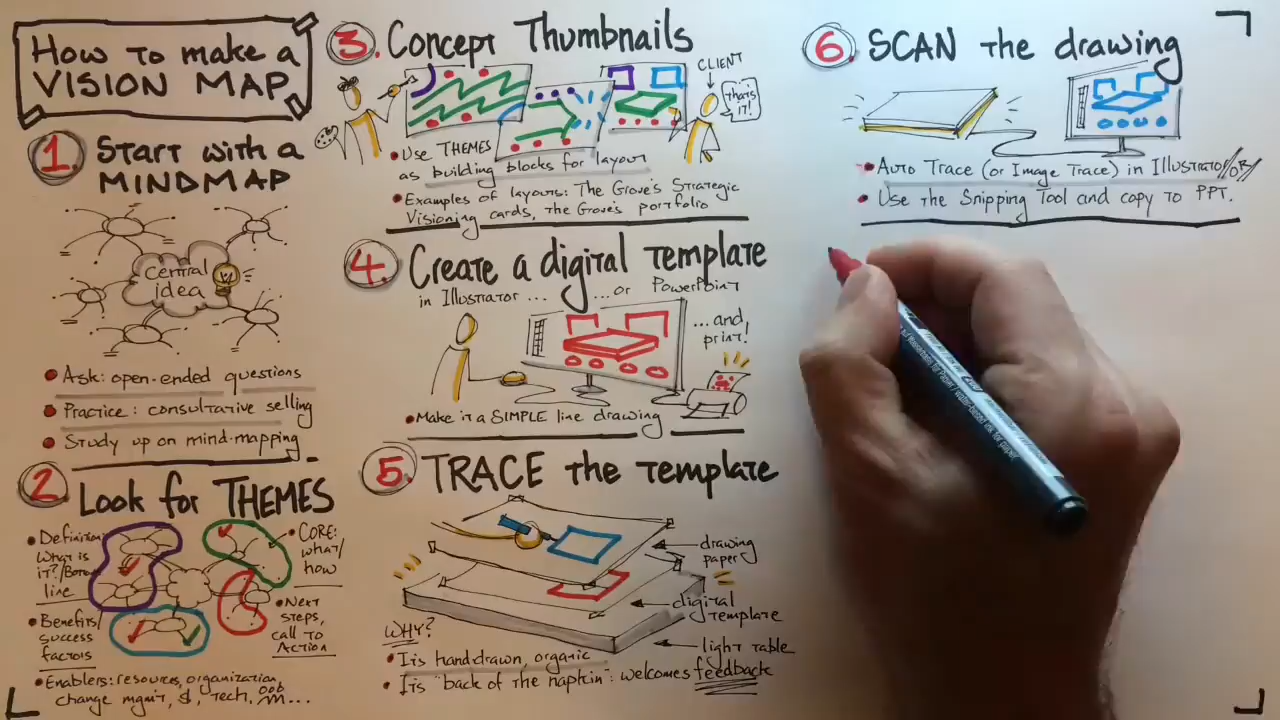 How To make a
VISION MAP
1. Start with a
MINDMAP
central
idea
Ask: open-ended questions
Practice: consultative selling
Study up on mind-mapping
2. Look for THEMES
Definition:
What is
it?/Bottom
line
CORE:
what/
how
Benefits/
success
factors
Next
steps,
call to
Action
Enablers: resources, organization,
change mgmt, $, Tech,
3. Concept Thumbnails
CLIENT
That's
IT!
Use THEMES
as building blocks for layout
Examples of layouts: The Grove's Strategic
Visioning cards, the Grove's portfolio
4. Create a digital template
in Illustrator ... ...or PowerPoint
...and
print!
Make it a SIMPLE line drawing
5. TRACE the template
drawing
paper
digital
template
light table
WHY?
It is hand-drawn, organic
It is "back of the napkin": welcomes feedback
6 SCAN the drawing
Auto Trace (or Image Trace) in Illustrator/OR/
Use the Snipping Tool and copy to PPT.